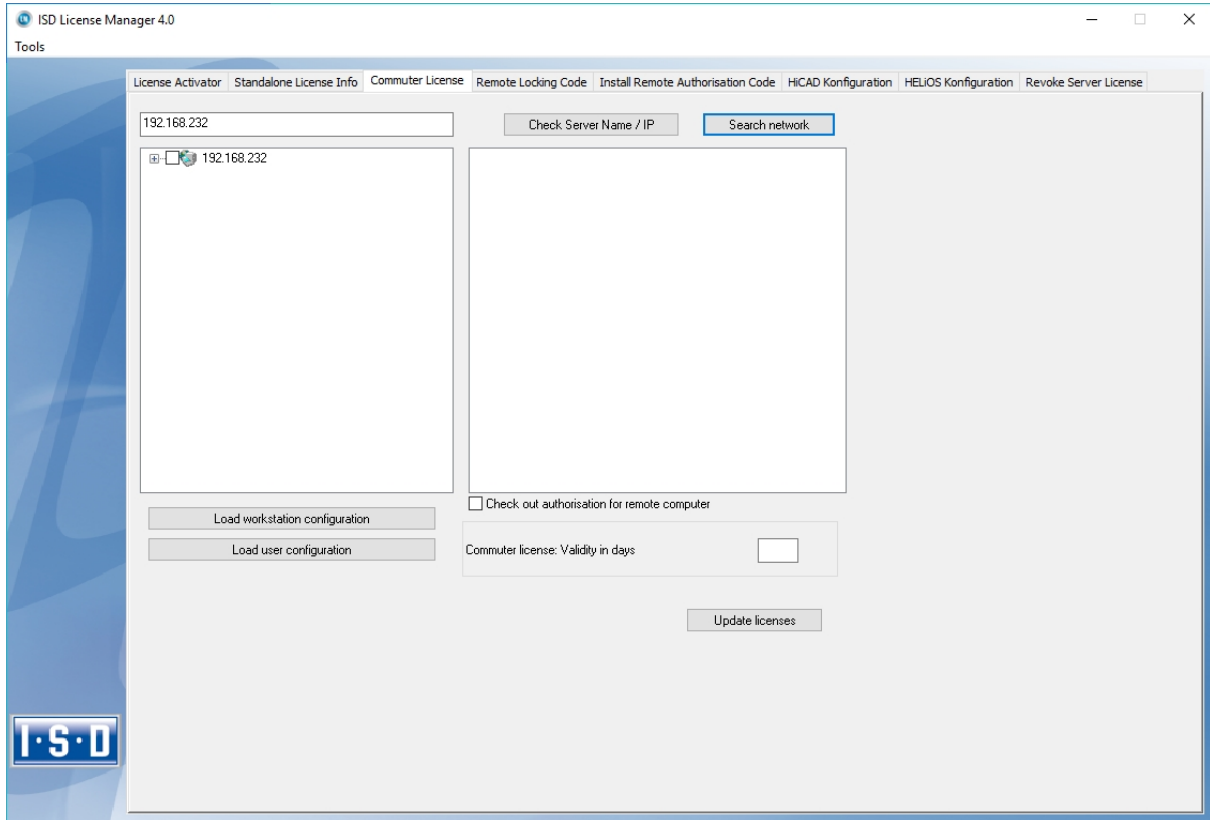 ISD License Manager 4.0
Tools
License Activator Standalone License Info Commuter License Remote Locking Code Install Remote Authorisation Code HiCAD Konfiguration HELiOS Konfiguration Revoke Server License
192.168.232 Check Server Name / IP Search network
192.168.232
Check out authorisation for remote computer
Load workstation configuration
Load user configuration Commuter license: Validity in days
Update licenses
I·S·D